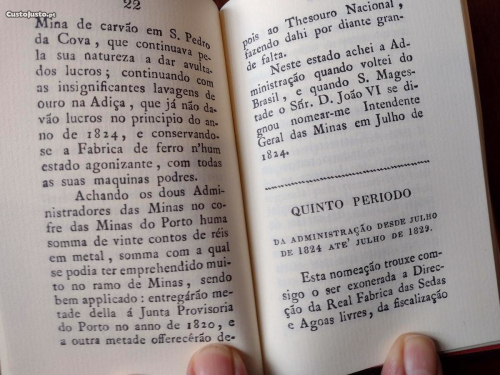 CustoJusto.pt
22
Mina de carvão em S. Pedro
da Cova, que continuava pe-
la sua natureza a dar avulta-
dos lucros; continuando com
as insignificantes lavagens de
ouro na Adiça, que já não da-
vão lucros no principio do an-
no de 1824, e conservando-
se a Fabrica de ferro n'hum
estado agonizante, com todas
as suas maquinas podres.
Achando os dous Admi-
nistradores das Minas no co-
fre das Minas do Porto huma
somma de vinte contos de réis
em metal, somma com a qual
se podia ter emprehendido mui-
to no ramo de Minas, sendo
bem applicado: entregárão me-
tade della á Junta Provisoria
do Porto no anno de 1820, e
a outra metade offerecêrão de-
pois ao Thesouro Nacional,
fazendo dahi por diante gran-
de falta.
Neste estado achei a Ad-
ministração quando voltei do
Brasil, e quando S. Mages-
tade o Sñr. D. João VI se di-
gnou nomear-me Intendente
Geral das Minas em Julho de
1824.
QUINTO PERIODO
DA ADMINISTRAÇÃO DESDE JULHO
DE 1824 ATE' JULHO DE 1829.
Esta nomeação trouxe com-
sigo o ser exonerada a Direc-
ção da Real Fabrica das Sedas
e Agoas livres, da fiscalização